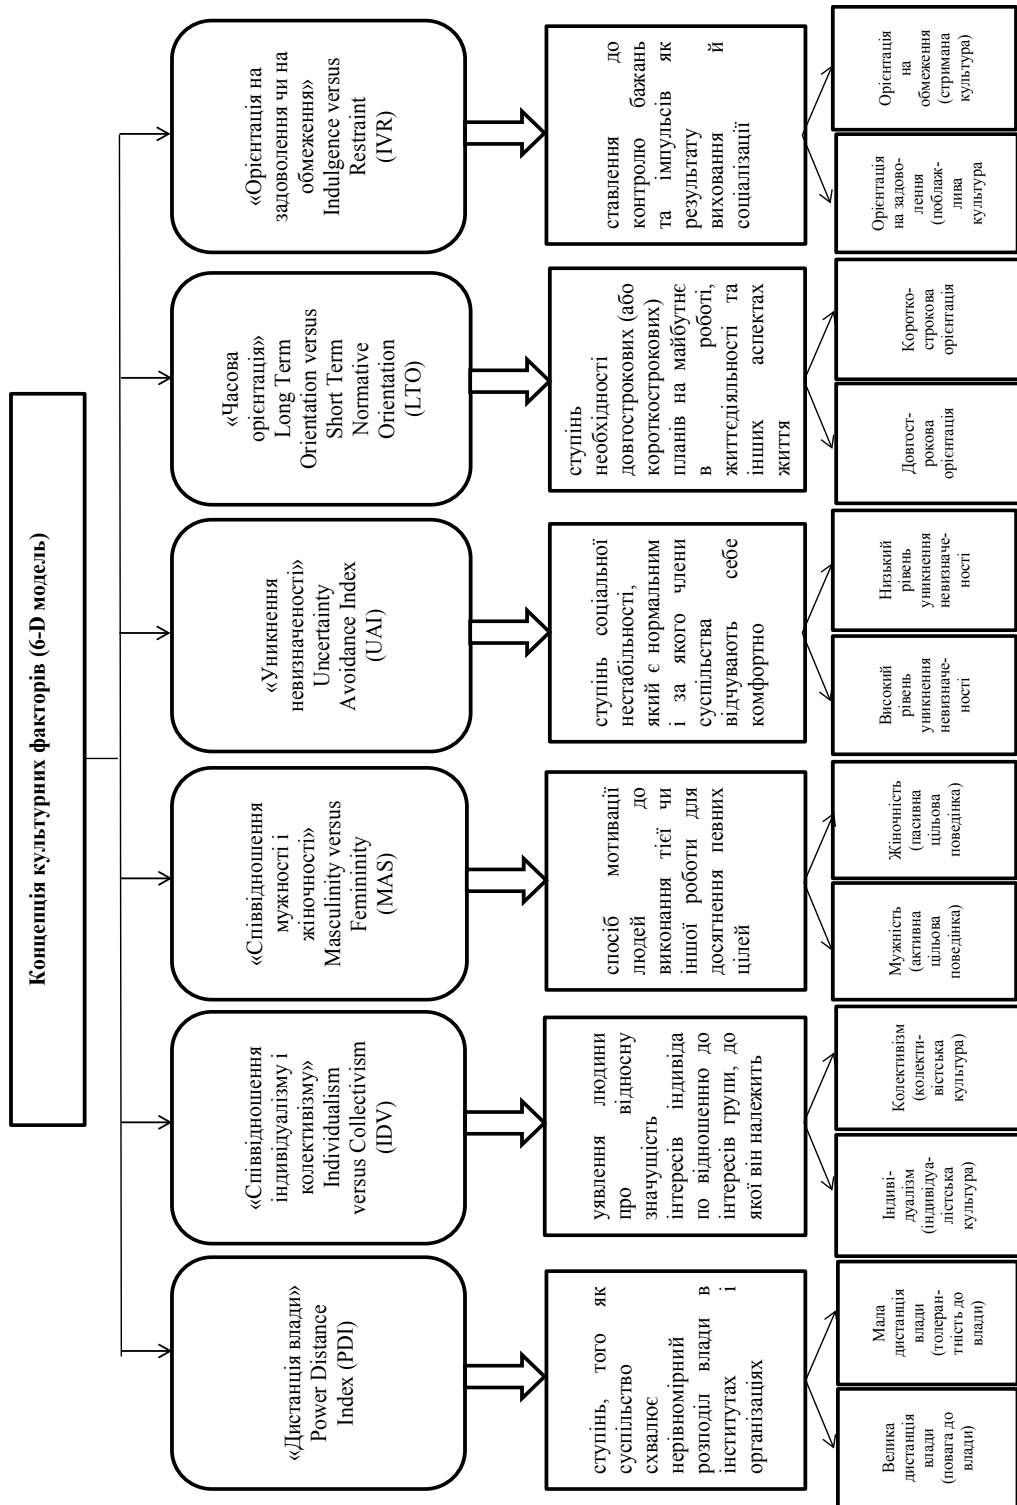 Концепція культурних факторів (6-D модель)
«Дистанція влади»
Power Distance
Index (PDI)
«Співвідношення
індивідуалізму і
колективізму»
Individualism
versus Collectivism
(IDV)
«Співвідношення
мужності і
жіночності»
Masculinity versus
Femininity
(MAS)
«Уникнення
невизначеності»
Uncertainty
Avoidance Index
(UAI)
«Часова
орієнтація»
Long Term
Orientation versus
Short Term
Normative
Orientation
(LTO)
«Орієнтація на
задоволення чи на
обмеження»
Indulgence versus
Restraint
(IVR)
ступінь, того як
суспільство
схвалює
нерівномірний
розподіл влади в
інститутах і
організаціях
уявлення людини
про відносну
значущість
інтересів індивіда
по відношенню до
інтересів групи, до
якої він належить
спосіб мотивації
людей до
виконання тієї чи
іншої роботи для
досягнення певних
цілей
ступінь соціальної
нестабільності,
який є нормальним
і за якого члени
суспільства
відчувають себе
комфортно
ступінь
необхідності
довгострокових (або
короткострокових)
планів на майбутнє
в роботі,
життєдіяльності та
інших аспектах
життя
ставлення до
контролю бажань
та імпульсів як
результату
виховання й
соціалізації
Велика
дистанція
влади
(повага до
влади)
Мала
дистанція
влади
(толеран-
тність до
влади)
Індиві-
дуалізм
(індивідуа-
лістська
культура)
Колективізм
(колекти-
вістська
культура)
Мужність
(активна
цільова
поведінка)
Жіночність
(пасивна
цільова
поведінка)
Високий
рівень
уникнення
невизначе-
ності
Низький
рівень
уникнення
невизначе-
ності
Довгост-
рокова
орієнтація
Коротко-
строкова
орієнтація
Орієнтація
на задово-
лення
(поблаж-
лива
культура
Орієнтація
на
обмеження
(стримана
культура)